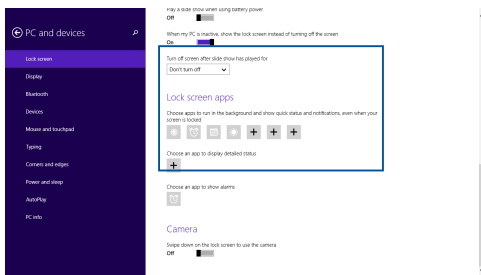 PC and devices
Lock screen
Display
Bluetooth
Devices
Mouse and touchpad
Typing
Corners and edges
Power and sleep
AutoPlay
PC info
Play a slide show when using battery power
Off
When my PC is inactive, show the lock screen instead of turning off the screen
On
Turn off screen after slide show has played for
Don't turn off
Lock screen apps
Choose apps to run in the background and show quick status and notifications, even when your
screen is locked
Choose an app to display detailed status
Choose an app to show alarms
Camera
Swipe down on the lock screen to use the camera
Off